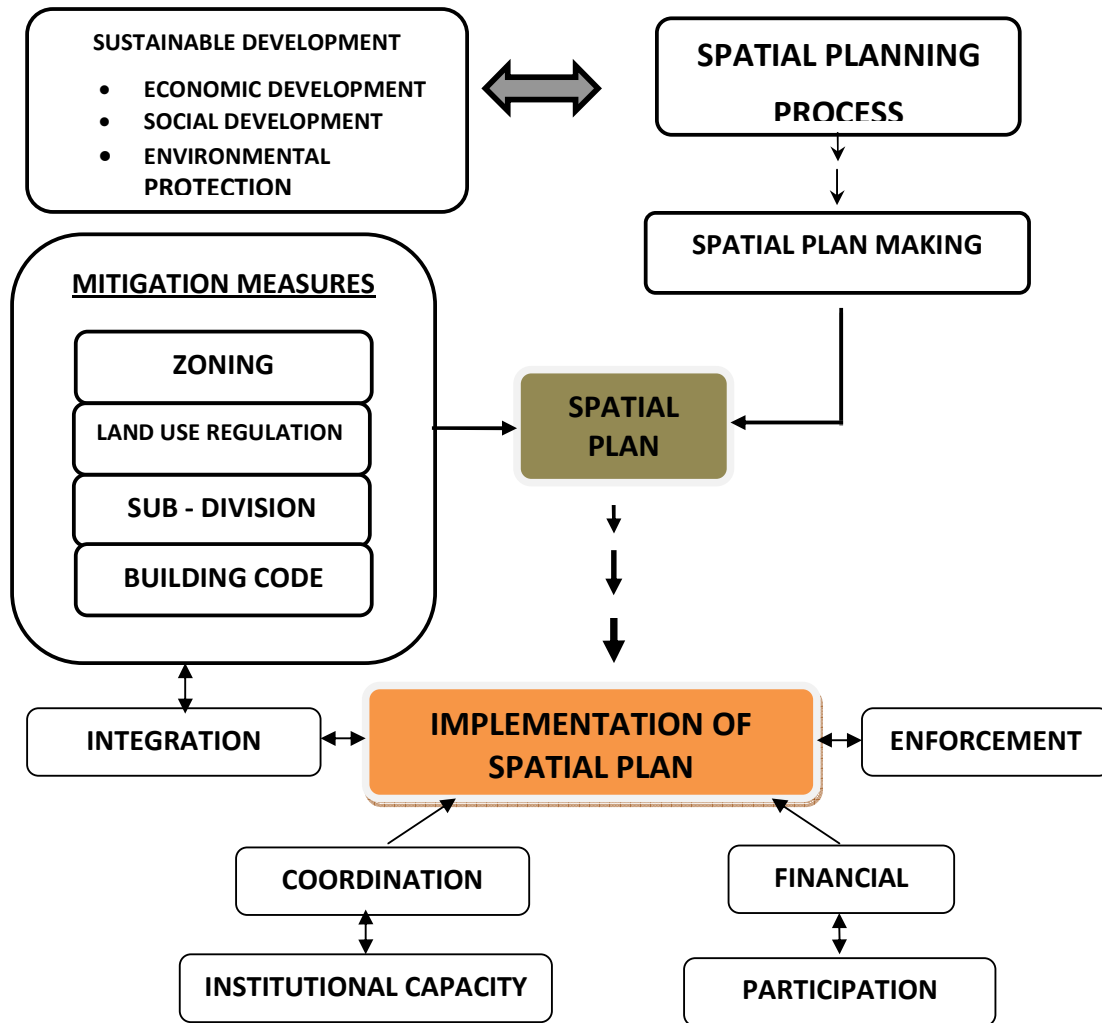 SUSTAINABLE DEVELOPMENT
• ECONOMIC DEVELOPMENT
• SOCIAL DEVELOPMENT
• ENVIRONMENTAL
PROTECTION
SPATIAL PLANNING
PROCESS
SPATIAL PLAN MAKING
MITIGATION MEASURES
ZONING
LAND USE REGULATION
SUB - DIVISION
BUILDING CODE
SPATIAL
PLAN
INTEGRATION
IMPLEMENTATION OF
SPATIAL PLAN
ENFORCEMENT
COORDINATION
FINANCIAL
INSTITUTIONAL CAPACITY
PARTICIPATION